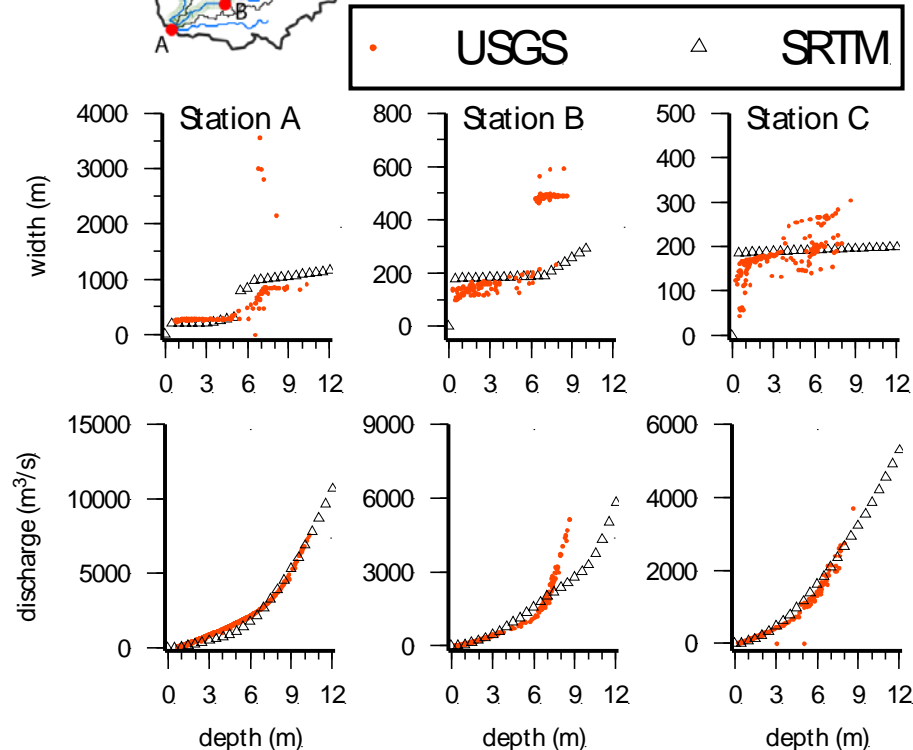 B
A
USGS SRTM
Station A Station B Station C
width (m)
4000 3000 2000 1000 0
800 600 400 200 0
500 400 300 200 100 0
0 3 6 9 12 0 3 6 9 12 0 3 6 9 12
discharge (m³/s)
15000 10000 5000 0
9000 6000 3000 0
6000 4000 2000 0
0 3 6 9 12 0 3 6 9 12 0 3 6 9 12
depth (m) depth (m) depth (m)